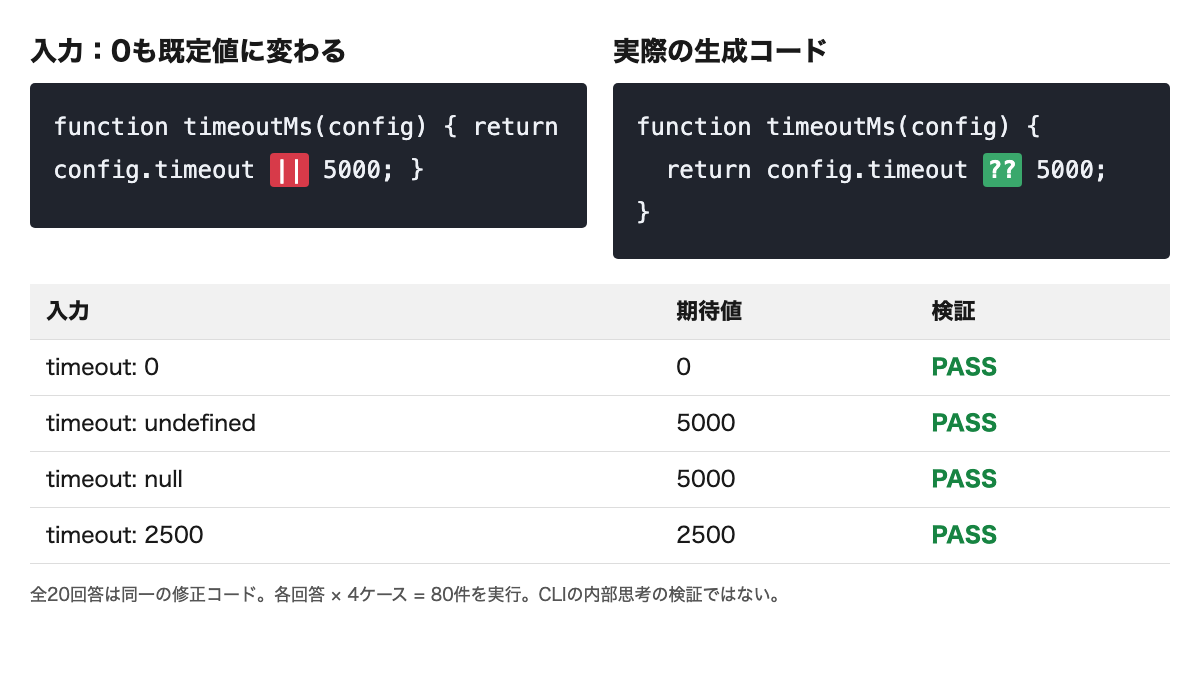 入力：0も既定値に変わる
function timeoutMs(config) { return
config.timeout || 5000; }
実際の生成コード
function timeoutMs(config) {
  return config.timeout ?? 5000;
}
入力 期待値 検証
timeout: 0 0 PASS
timeout: undefined 5000 PASS
timeout: null 5000 PASS
timeout: 2500 2500 PASS
全20回答は同一の修正コード。各回答 × 4ケース = 80件を実行。CLIの内部思考の検証ではない。